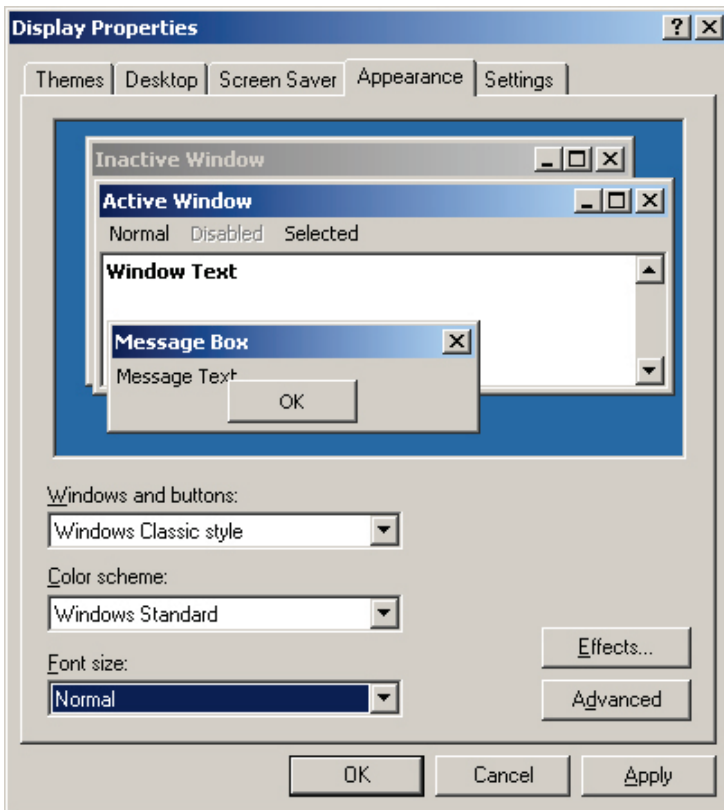 Display Properties
Themes Desktop Screen Saver Appearance Settings
Inactive Window
Active Window
Normal Disabled Selected
Window Text
Message Box
Message Text
OK
Windows and buttons:
Windows Classic style
Color scheme:
Windows Standard
Effects...
Font size:
Normal
Advanced
OK Cancel Apply